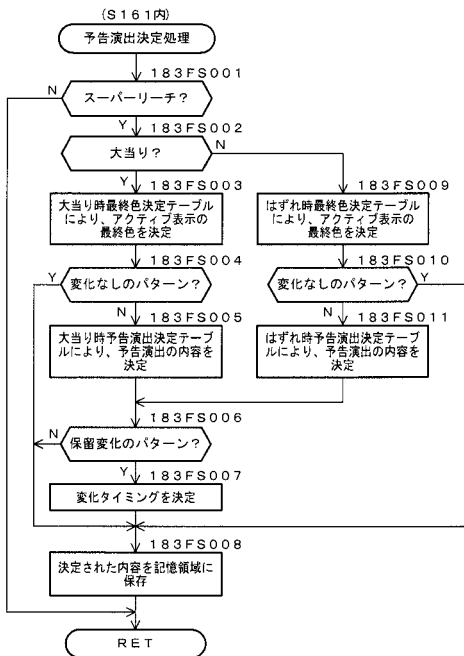 (S161内)
予告演出決定処理
183FS001
N
スーパーリーチ?
Y
183FS002
大当り?
N
Y
183FS003
大当り時最終色決定テーブル
により、アクティブ表示の
最終色を決定
183FS009
はずれ時最終色決定テーブル
により、アクティブ表示の
最終色を決定
183FS004
Y
変化なしのパターン?
N
183FS010
変化なしのパターン?
Y
N
183FS005
大当り時予告演出決定テーブ
ルにより、予告演出の内容を
決定
183FS011
はずれ時予告演出決定テーブ
ルにより、予告演出の内容を
決定
183FS006
N
保留変化のパターン?
Y
183FS007
変化タイミングを決定
183FS008
決定された内容を記憶領域に
保存
RET